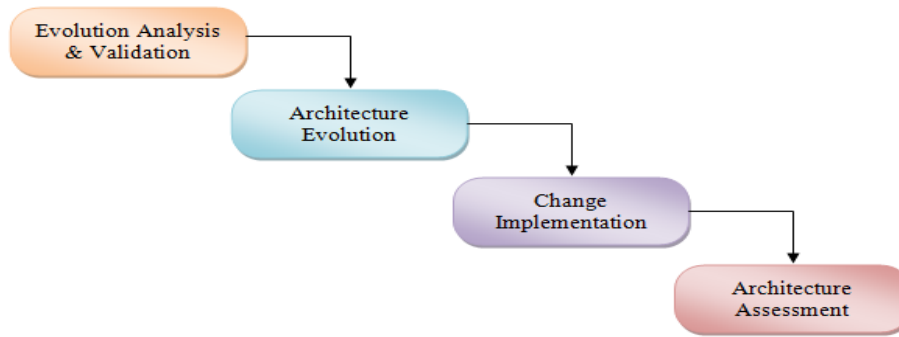 Evolution Analysis
& Validation
Architecture
Evolution
Change
Implementation
Architecture
Assessment